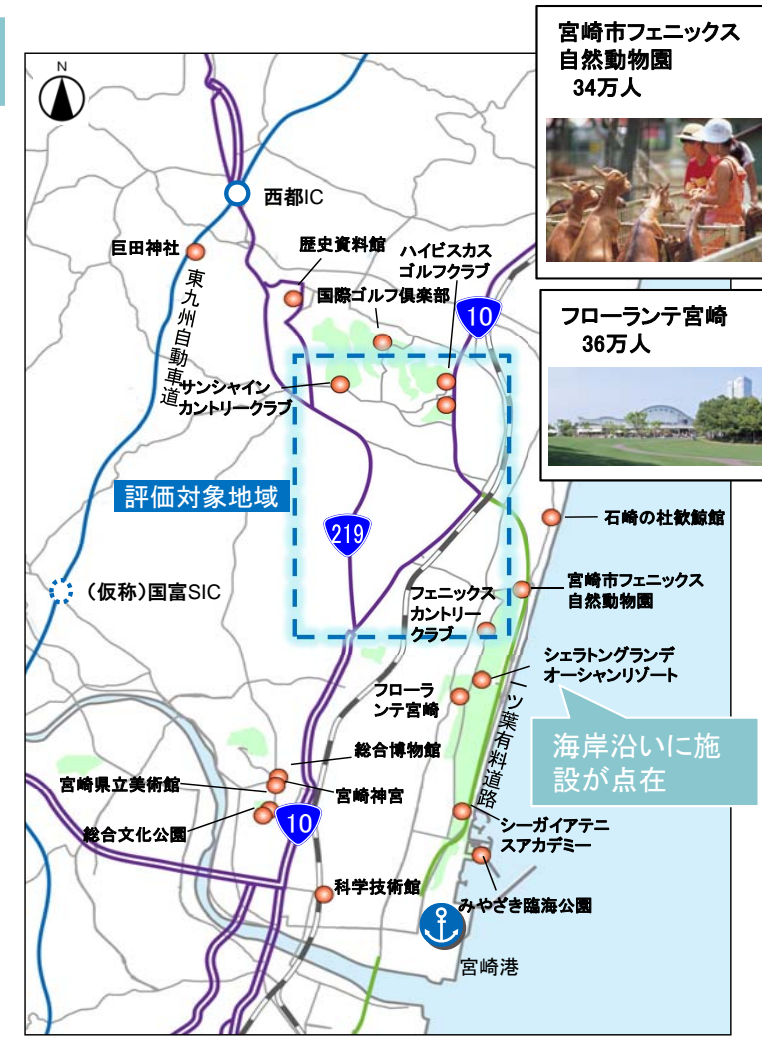 宮崎市フェニックス
自然動物園
34万人
N
西都IC
巨田神社
歴史資料館
ハイビスカス
ゴルフクラブ
国際ゴルフ倶楽部
東九州自動車道
10
フローランテ宮崎
36万人
サンシャイン
カントリークラブ
評価対象地域
219
石崎の杜歓鯨館
(仮称)国富SIC
フェニックス
カントリー
クラブ
宮崎市フェニックス
自然動物園
シェラトングランデ
オーシャンリゾート
フローラ
ンテ宮崎
一ツ葉有料道路
海岸沿いに施
設が点在
総合博物館
宮崎県立美術館
宮崎神宮
10
総合文化公園
シーガイアテニ
スアカデミー
科学技術館
みやざき臨海公園
宮崎港